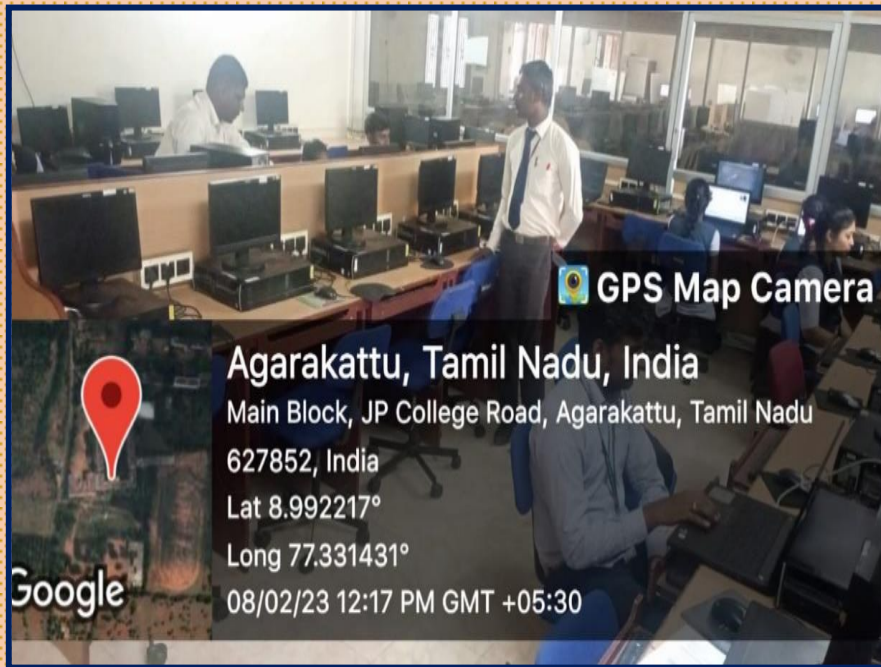 GPS Map Camera
Agarakattu, Tamil Nadu, India
Main Block, JP College Road, Agarakattu, Tamil Nadu
627852, India
Lat 8.992217°
Long 77.331431°
08/02/23 12:17 PM GMT +05:30
Google